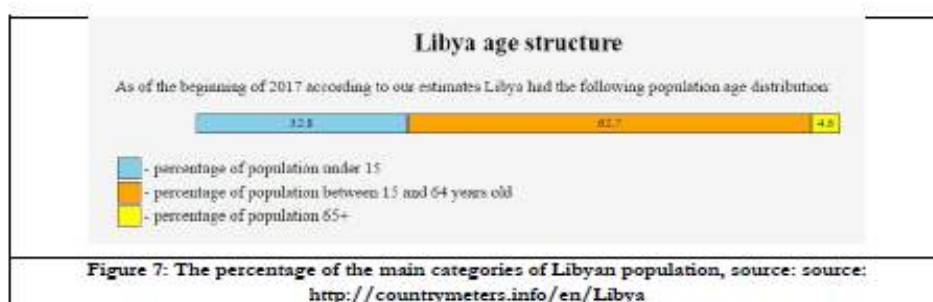 Libya age structure
As of the beginning of 2017 according to our estimates Libya had the following population age distribution:
32.8 62.7 4.6
- percentage of population under 15
- percentage of population between 15 and 64 years old
- percentage of population 65+
Figure 7: The percentage of the main categories of Libyan population, source: source:
http://countrymeters.info/en/Libya